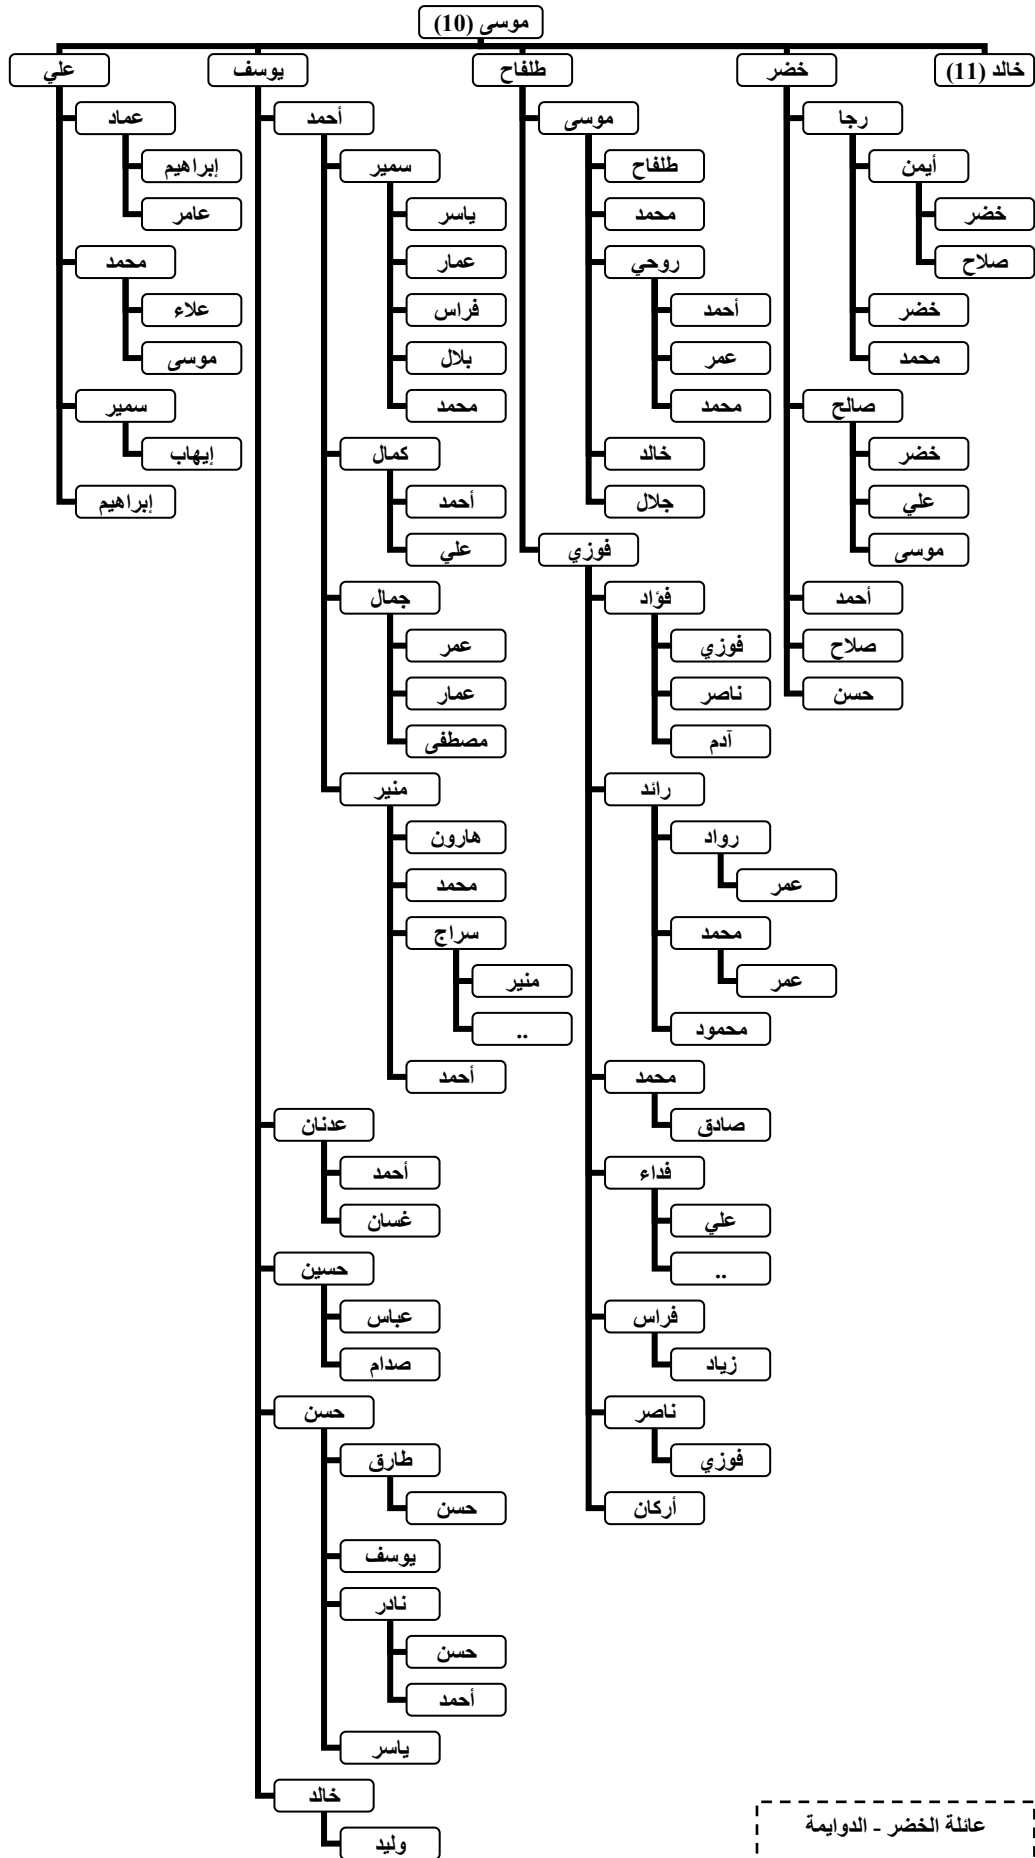 موسى (10)
خالد (11)
خضر
طلفاح
يوسف
علي
رجا
أيمن
خضر
صلاح
خضر
محمد
صالح
خضر
علي
موسى
أحمد
صلاح
حسن
موسى
طلفاح
محمد
روحي
أحمد
عمر
محمد
خالد
جلال
فوزي
فؤاد
فوزي
ناصر
آدم
رائد
رواد
عمر
محمد
عمر
محمود
محمد
صادق
فداء
علي
..
فراس
زياد
ناصر
فوزي
أركان
أحمد
سمير
ياسر
عمار
فراس
بلال
محمد
كمال
أحمد
علي
جمال
عمر
عمار
مصطفى
منير
هارون
محمد
سراج
منير
..
أحمد
عدنان
أحمد
غسان
حسين
عباس
صدام
حسن
طارق
حسن
يوسف
نادر
حسن
أحمد
ياسر
خالد
وليد
عماد
إبراهيم
عامر
محمد
علاء
موسى
سمير
إيهاب
إبراهيم
عائلة الخضر - الدوايمة